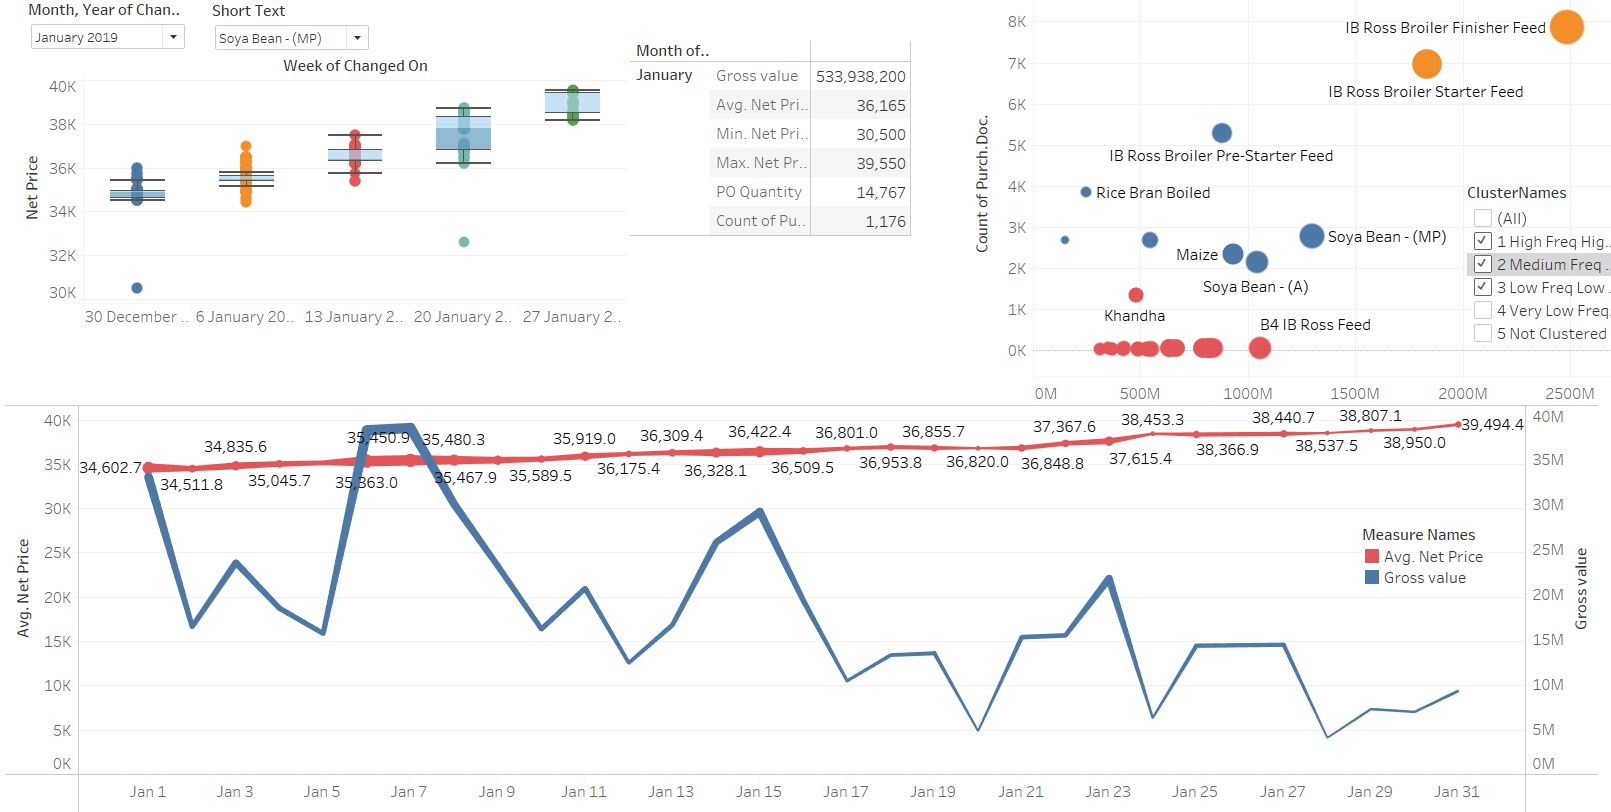 Month, Year of Chan..
Short Text
January 2019
Soya Bean - (MP)
Week of Changed On
Net Price
40K
38K
36K
34K
32K
30K
30 December ..
6 January 20..
13 January 2..
20 January 2..
27 January 2..
Month of..
January
Gross value 533,938,200
Avg. Net Pri.. 36,165
Min. Net Pri.. 30,500
Max. Net Pr.. 39,550
PO Quantity 14,767
Count of Pu.. 1,176
Count of Purch.Doc.
8K
7K
6K
5K
4K
3K
2K
1K
0K
IB Ross Broiler Finisher Feed
IB Ross Broiler Starter Feed
IB Ross Broiler Pre-Starter Feed
Rice Bran Boiled
Soya Bean - (MP)
Maize
Soya Bean - (A)
Khandha
B4 IB Ross Feed
0M 500M 1000M 1500M 2000M 2500M
ClusterNames
(All)
1 High Freq Hig..
2 Medium Freq ..
3 Low Freq Low ..
4 Very Low Freq..
5 Not Clustered
Avg. Net Price
40K
35K
30K
25K
20K
15K
10K
5K
0K
34,602.7
34,511.8
34,835.6
35,045.7
35,363.0
35,450.9
35,480.3
35,467.9
35,589.5
35,919.0
36,175.4
36,309.4
36,328.1
36,422.4
36,509.5
36,801.0
36,953.8
36,855.7
36,820.0
36,848.8
37,367.6
37,615.4
38,453.3
38,366.9
38,440.7
38,537.5
38,807.1
38,950.0
39,494.4
Measure Names
Avg. Net Price
Gross value
40M
35M
30M
25M
20M
15M
10M
5M
0M
Gross value
Jan 1 Jan 3 Jan 5 Jan 7 Jan 9 Jan 11 Jan 13 Jan 15 Jan 17 Jan 19 Jan 21 Jan 23 Jan 25 Jan 27 Jan 29 Jan 31